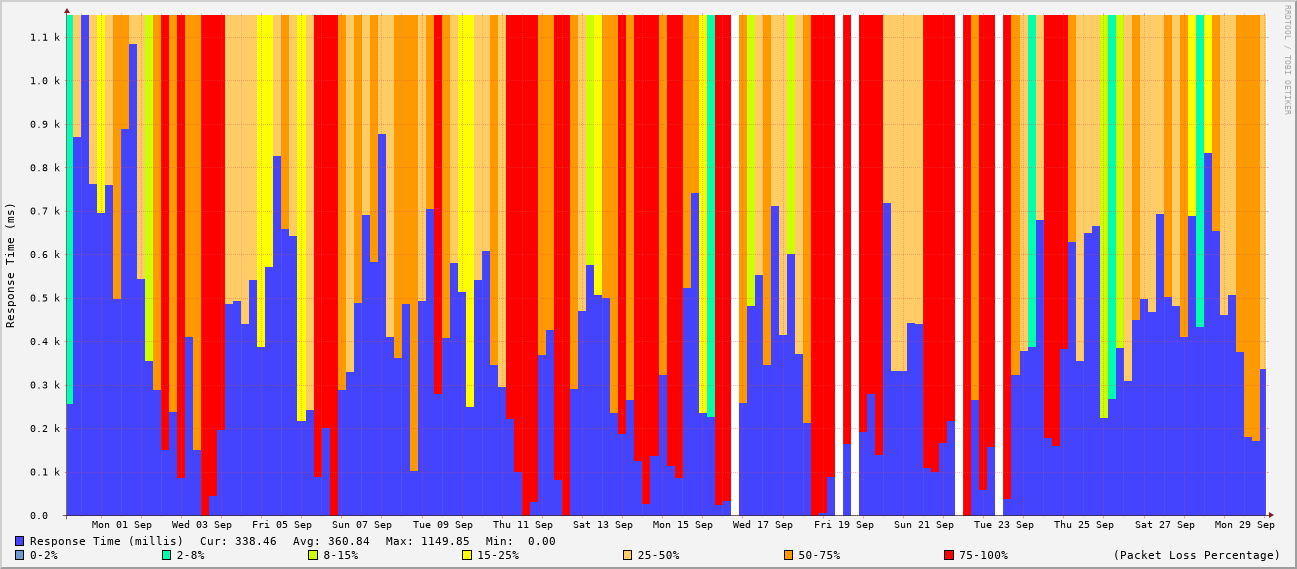 RRDTOOL / TOBI OETIKER
Response Time (ms)
1.1 k
1.0 k
0.9 k
0.8 k
0.7 k
0.6 k
0.5 k
0.4 k
0.3 k
0.2 k
0.1 k
0.0
Mon 01 Sep Wed 03 Sep Fri 05 Sep Sun 07 Sep Tue 09 Sep Thu 11 Sep Sat 13 Sep Mon 15 Sep Wed 17 Sep Fri 19 Sep Sun 21 Sep Tue 23 Sep Thu 25 Sep Sat 27 Sep Mon 29 Sep
Response Time (millis) Cur: 338.46 Avg: 360.84 Max: 1149.85 Min: 0.00
0-2% 2-8% 8-15% 15-25% 25-50% 50-75% 75-100% (Packet Loss Percentage)